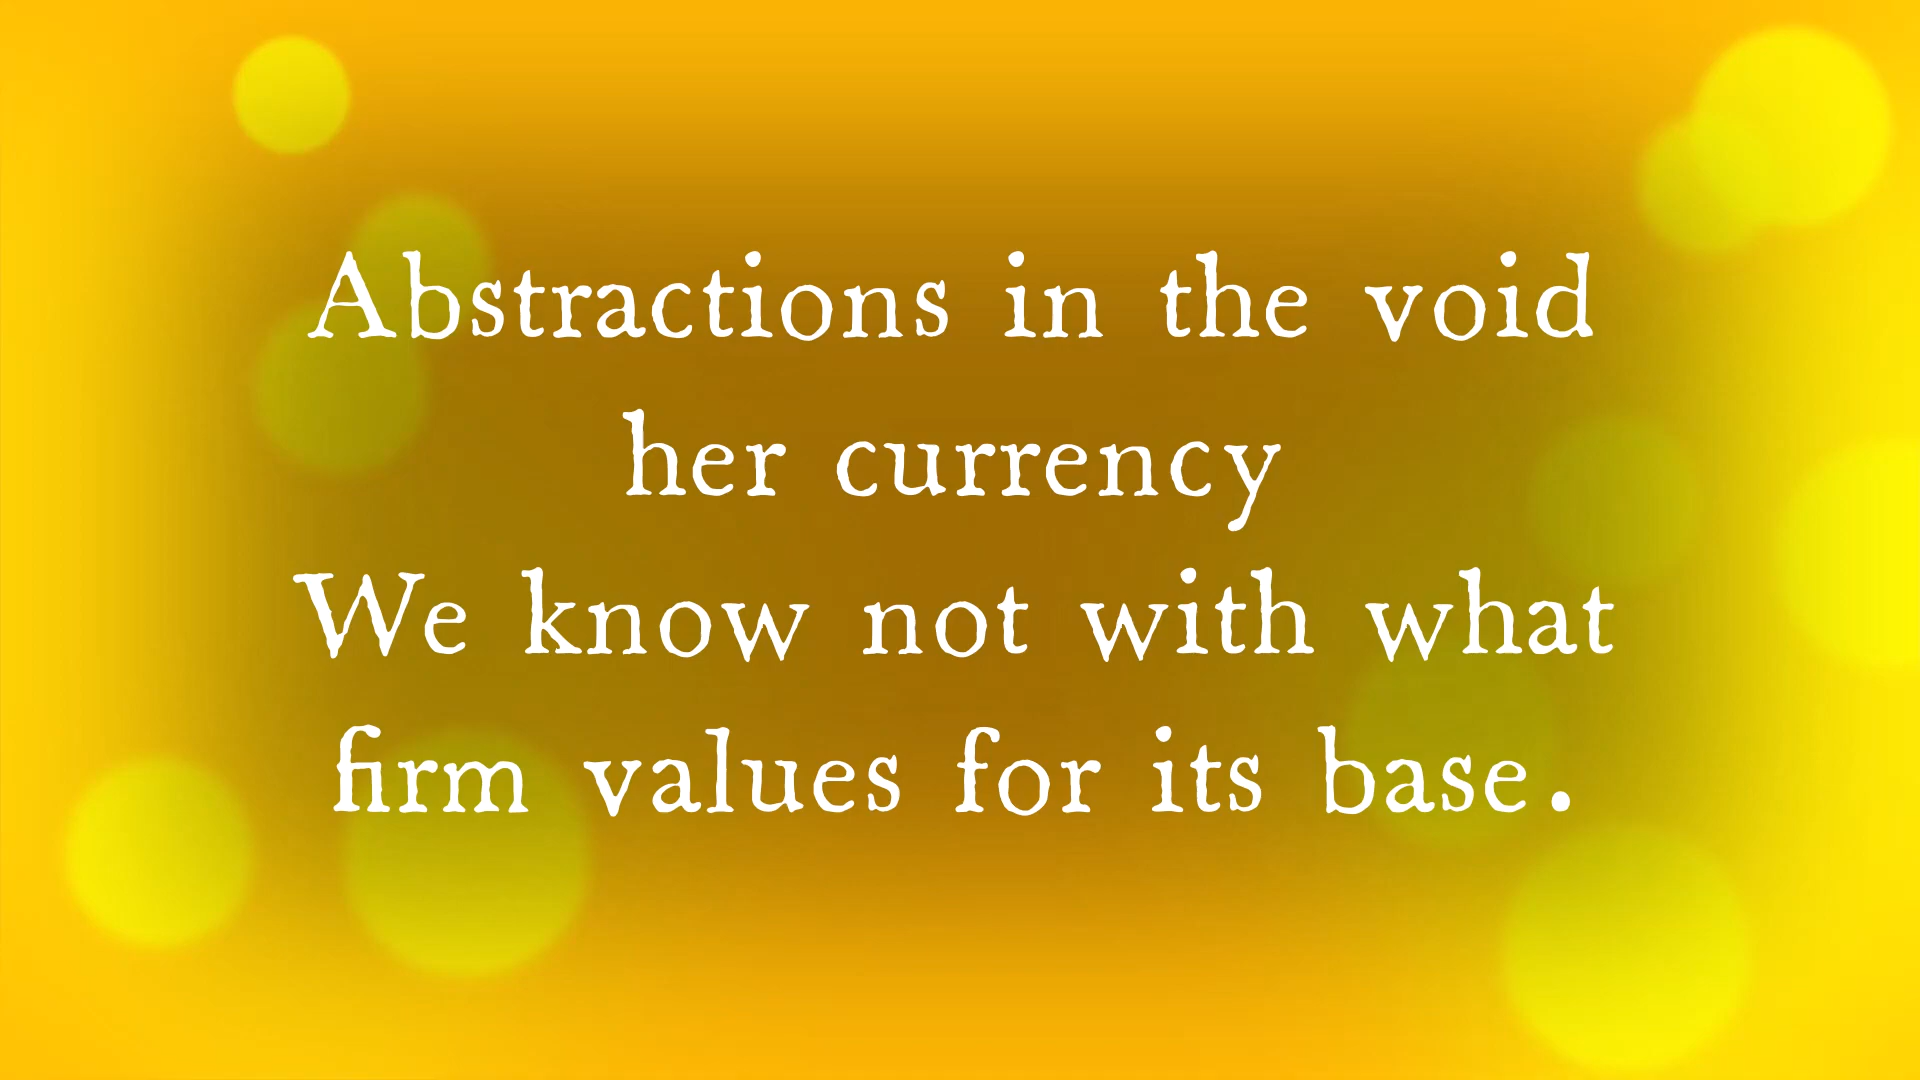 Abstractions in the void
her currency
We know not with what
firm values for its base.